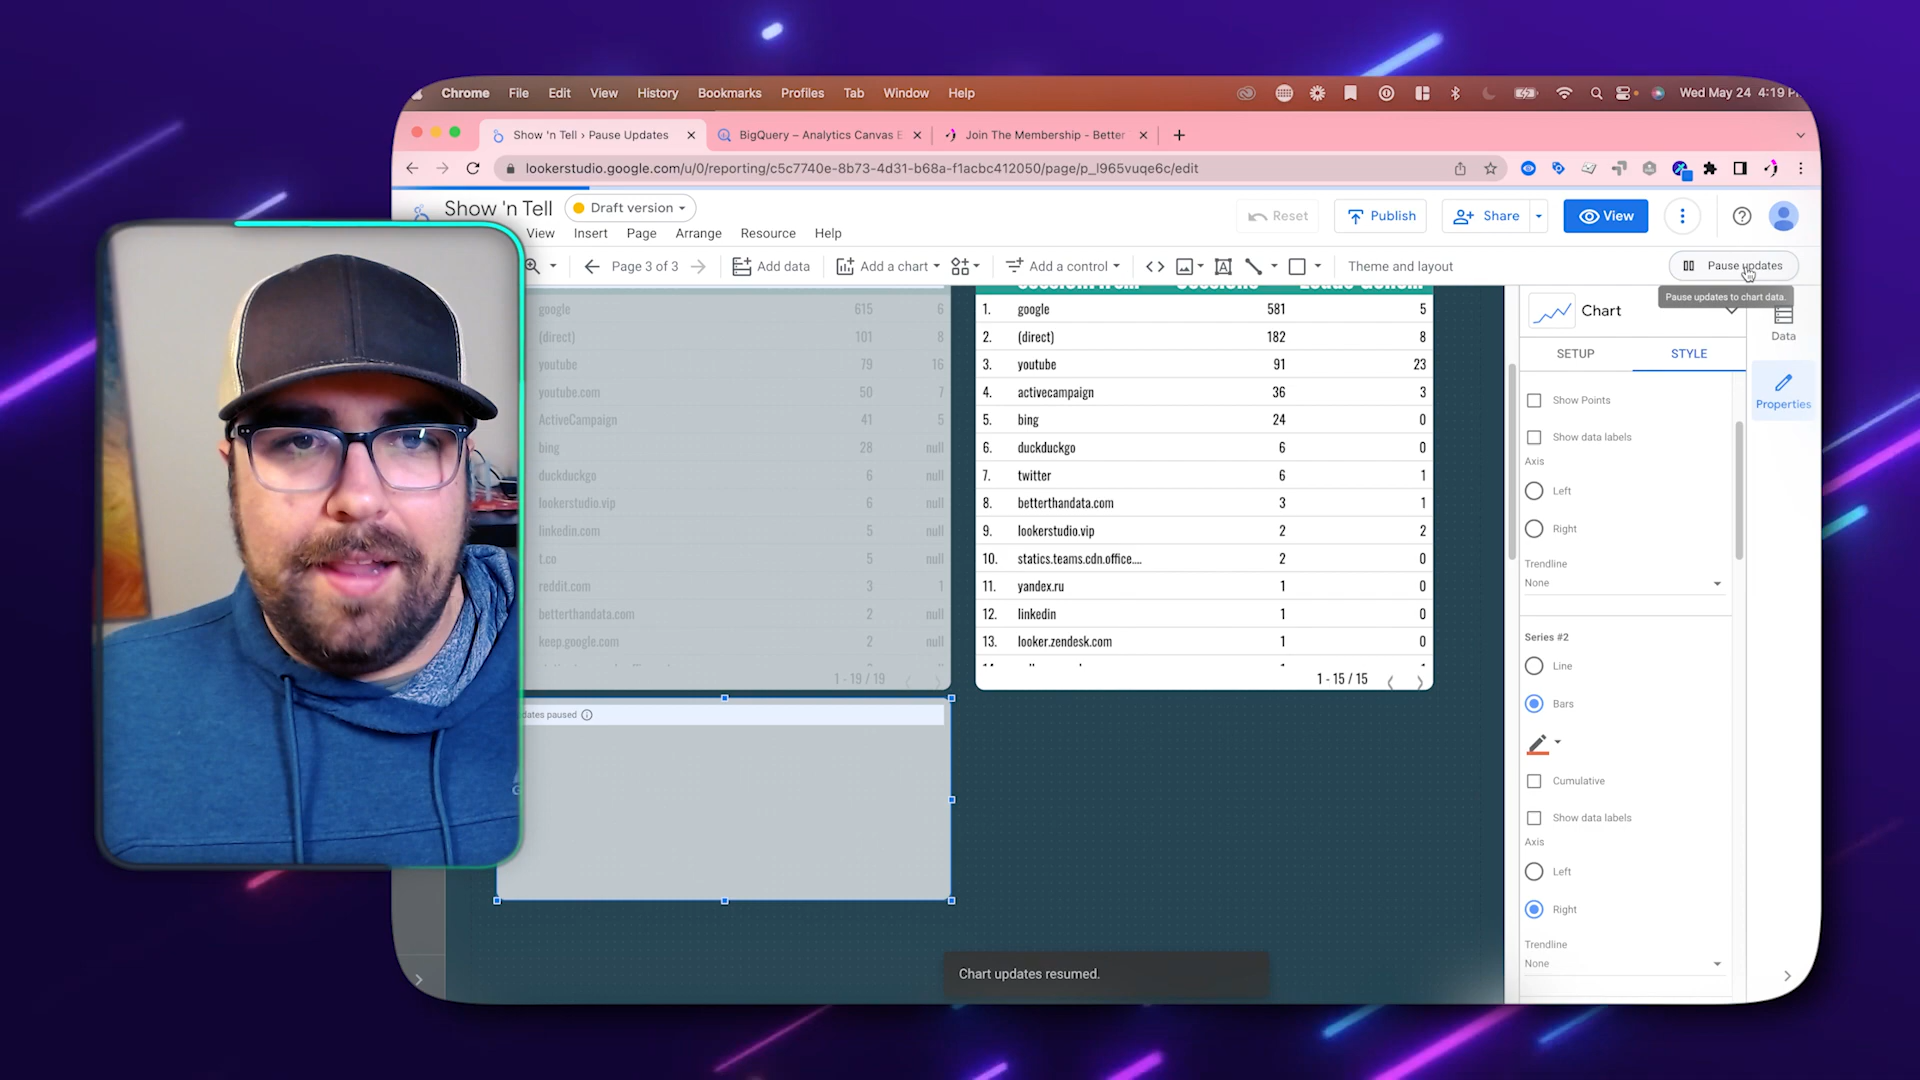 Chrome File Edit View History Bookmarks Profiles Tab Window Help Wed May 24 4:19
Show 'n Tell › Pause Updates BigQuery – Analytics Canvas Join The Membership - Better
lookerstudio.google.com/u/0/reporting/c5c7740e-8b73-4d31-b68a-f1acbc412050/page/p_l965vuqe6c/edit
Show 'n Tell Draft version Reset Publish Share View
View Insert Page Arrange Resource Help
Page 3 of 3 Add data Add a chart Add a control Theme and layout Pause updates
Pause updates to chart data.
google 615 6
(direct) 101 8
youtube 79 16
youtube.com 50 7
ActiveCampaign 41 5
bing 28 null
duckduckgo 6 null
lookerstudio.vip 6 null
linkedin.com 5 null
t.co 5 null
reddit.com 3 1
betterthandata.com 2 null
keep.google.com 2 null
1 - 19 / 19
1. google 581 5
2. (direct) 182 8
3. youtube 91 23
4. activecampaign 36 3
5. bing 24 0
6. duckduckgo 6 0
7. twitter 6 1
8. betterthandata.com 3 1
9. lookerstudio.vip 2 2
10. statics.teams.cdn.office.... 2 0
11. yandex.ru 1 0
12. linkedin 1 0
13. looker.zendesk.com 1 0
1 - 15 / 15
paused
Chart updates resumed.
Chart
SETUP STYLE
Show Points
Show data labels
Axis
Left
Right
Trendline
None
Series #2
Line
Bars
Cumulative
Show data labels
Axis
Left
Right
Trendline
None
Data
Properties